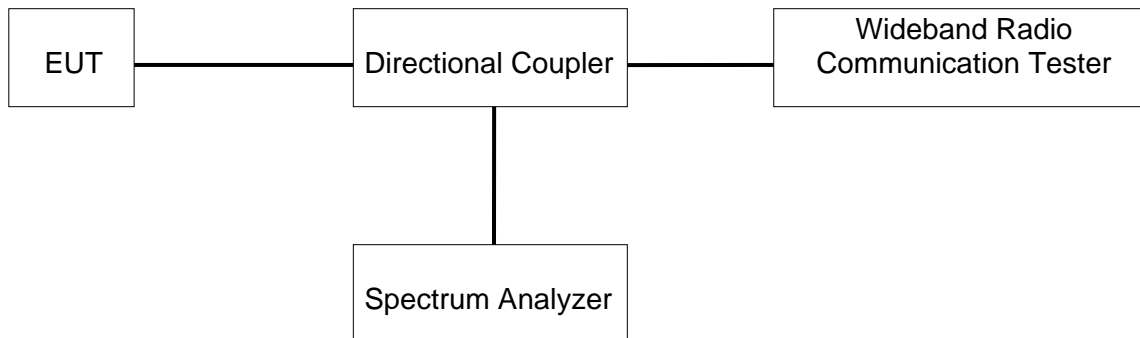 EUT
Directional Coupler
Wideband Radio
Communication Tester
Spectrum Analyzer